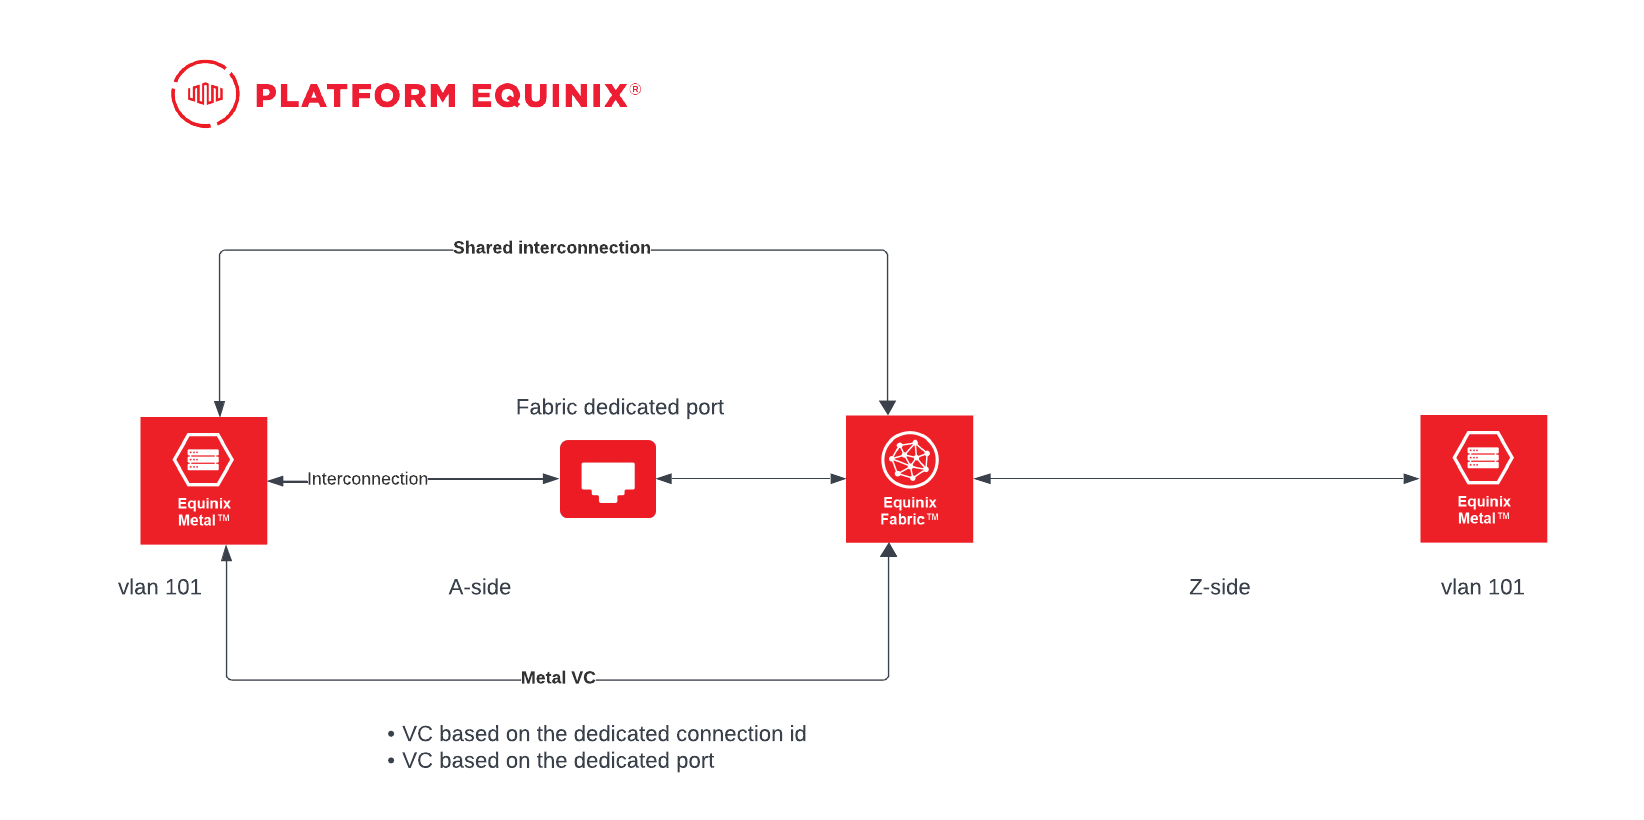 PLATFORM EQUINIX®
Shared interconnection
Fabric dedicated port
Interconnection
Equinix
Metal™
Equinix
Fabric™
Equinix
Metal™
vlan 101
A-side
Z-side
vlan 101
Metal VC
• VC based on the dedicated connection id
• VC based on the dedicated port